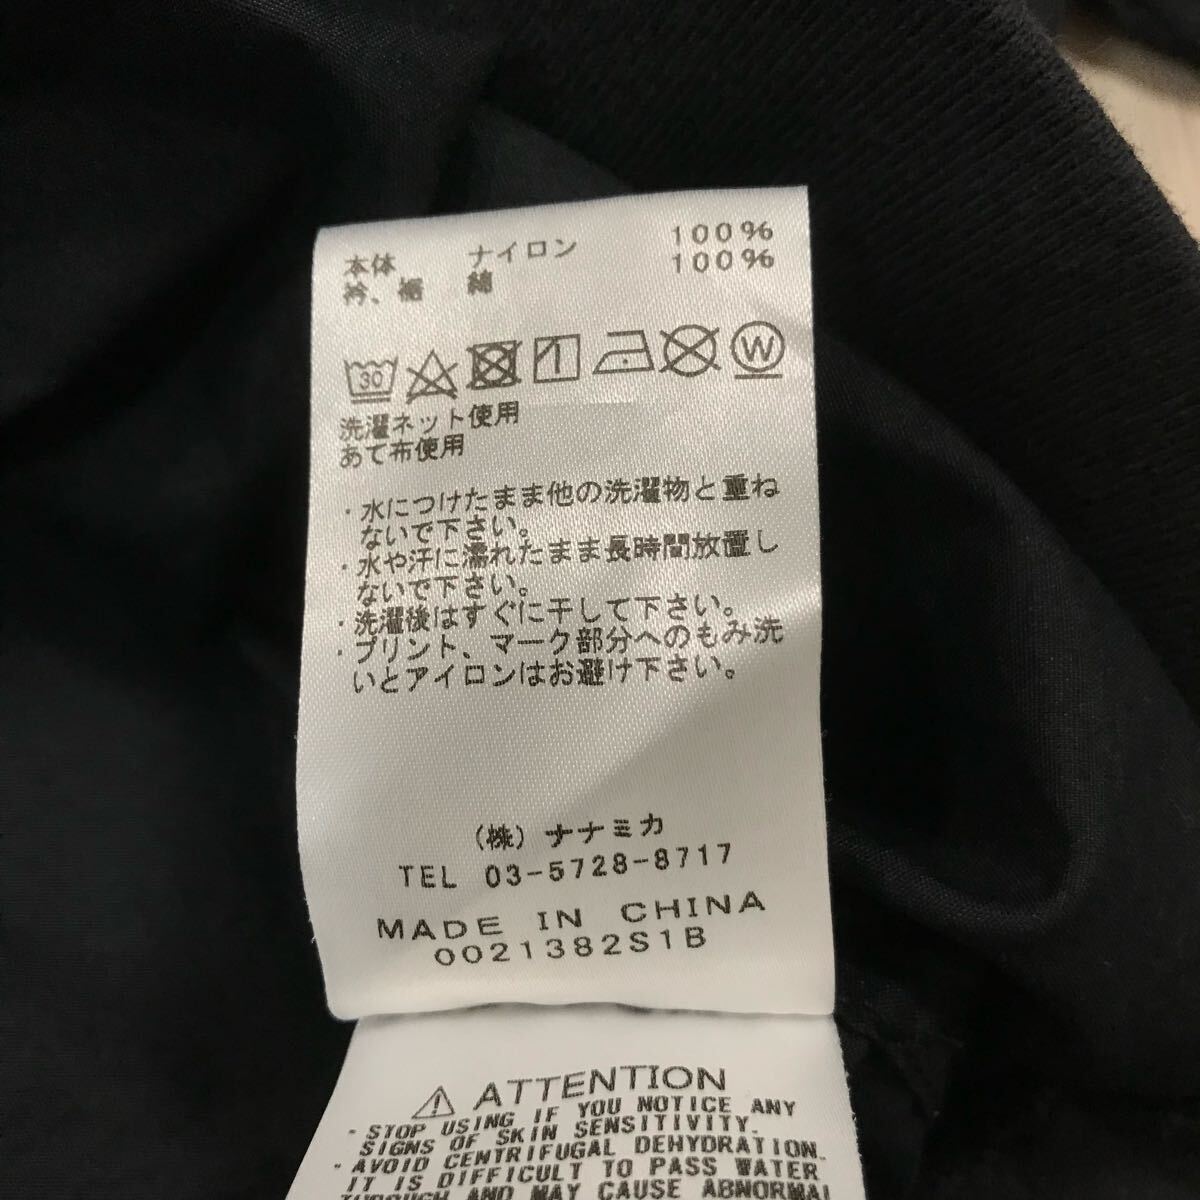 本体 ナイロン 100%
衿、裾 綿 100%
30 W
洗濯ネット使用
あて布使用
・水につけたまま他の洗濯物と重ね
ないで下さい。
・水や汗に濡れたまま長時間放置し
ないで下さい。
・洗濯後はすぐに干して下さい。
・プリント、マーク部分へのもみ洗
いとアイロンはお避け下さい。
(株)ナナミカ
TEL 03-5728-8717
MADE IN CHINA
0021382S1B
ATTENTION
・STOP USING IF YOU NOTICE ANY
SIGNS OF SKIN SENSITIVITY.
・AVOID CENTRIFUGAL DEHYDRATION.
IT IS DIFFICULT TO PASS WATER
THROUGH AND MAY CAUSE ABNORMAL